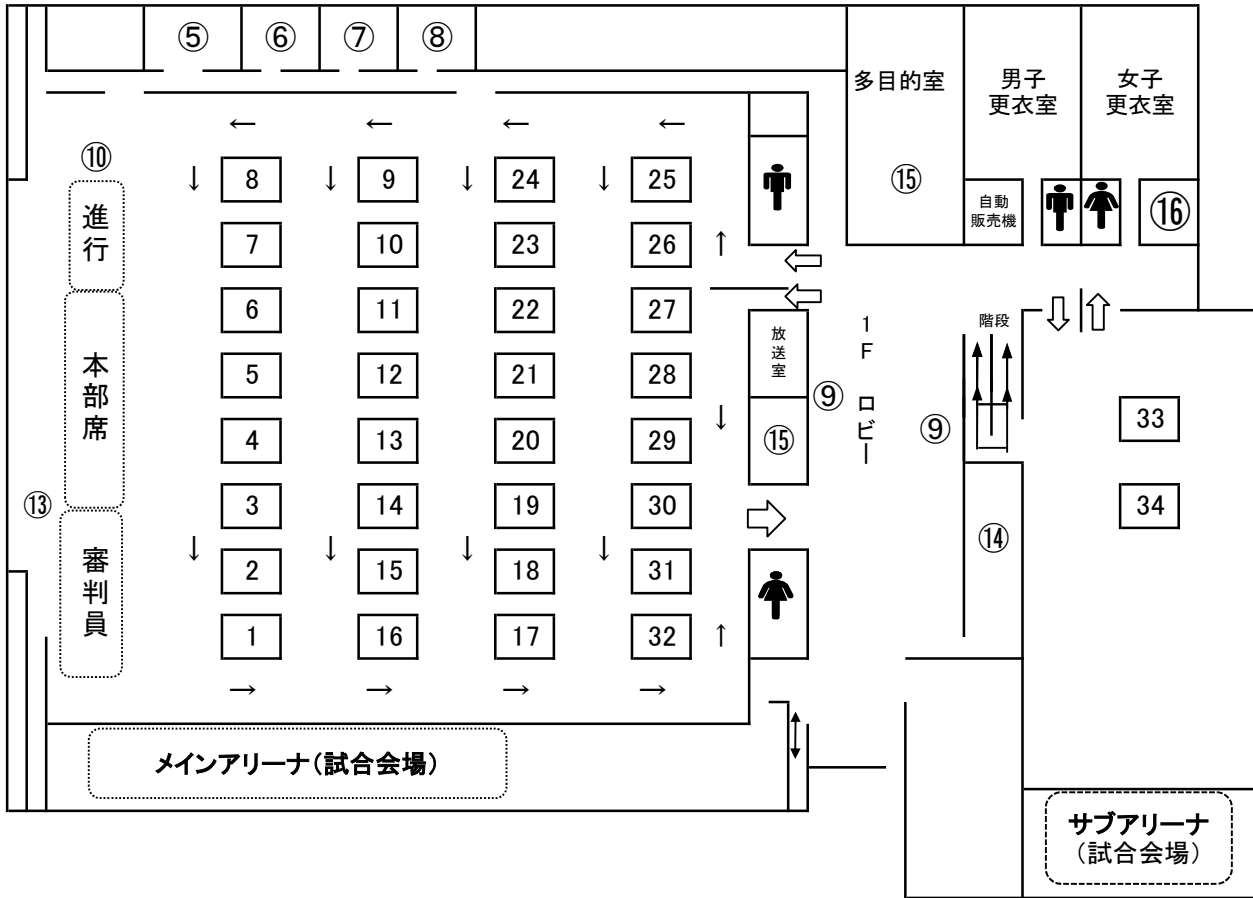 ⑤ ⑥ ⑦ ⑧
多目的室
男子
更衣室
女子
更衣室
← ← ← ←
⑩
↓ 8 ↓ 9 ↓ 24 ↓ 25
⑮
自動
販売機
⑯
進行
7 10 23 26 ↑
6 11 22 27
放送室
1F ロビー
階段
本部席
5 12 21 28
⑨
4 13 20 29 ↓
⑮
⑨
33
⑬
3 14 19 30
34
審判員
↓ 2 ↓ 15 ↓ 18 ↓ 31
⑭
1 16 17 32 ↑
→ → → →
メインアリーナ(試合会場)
サブアリーナ
(試合会場)